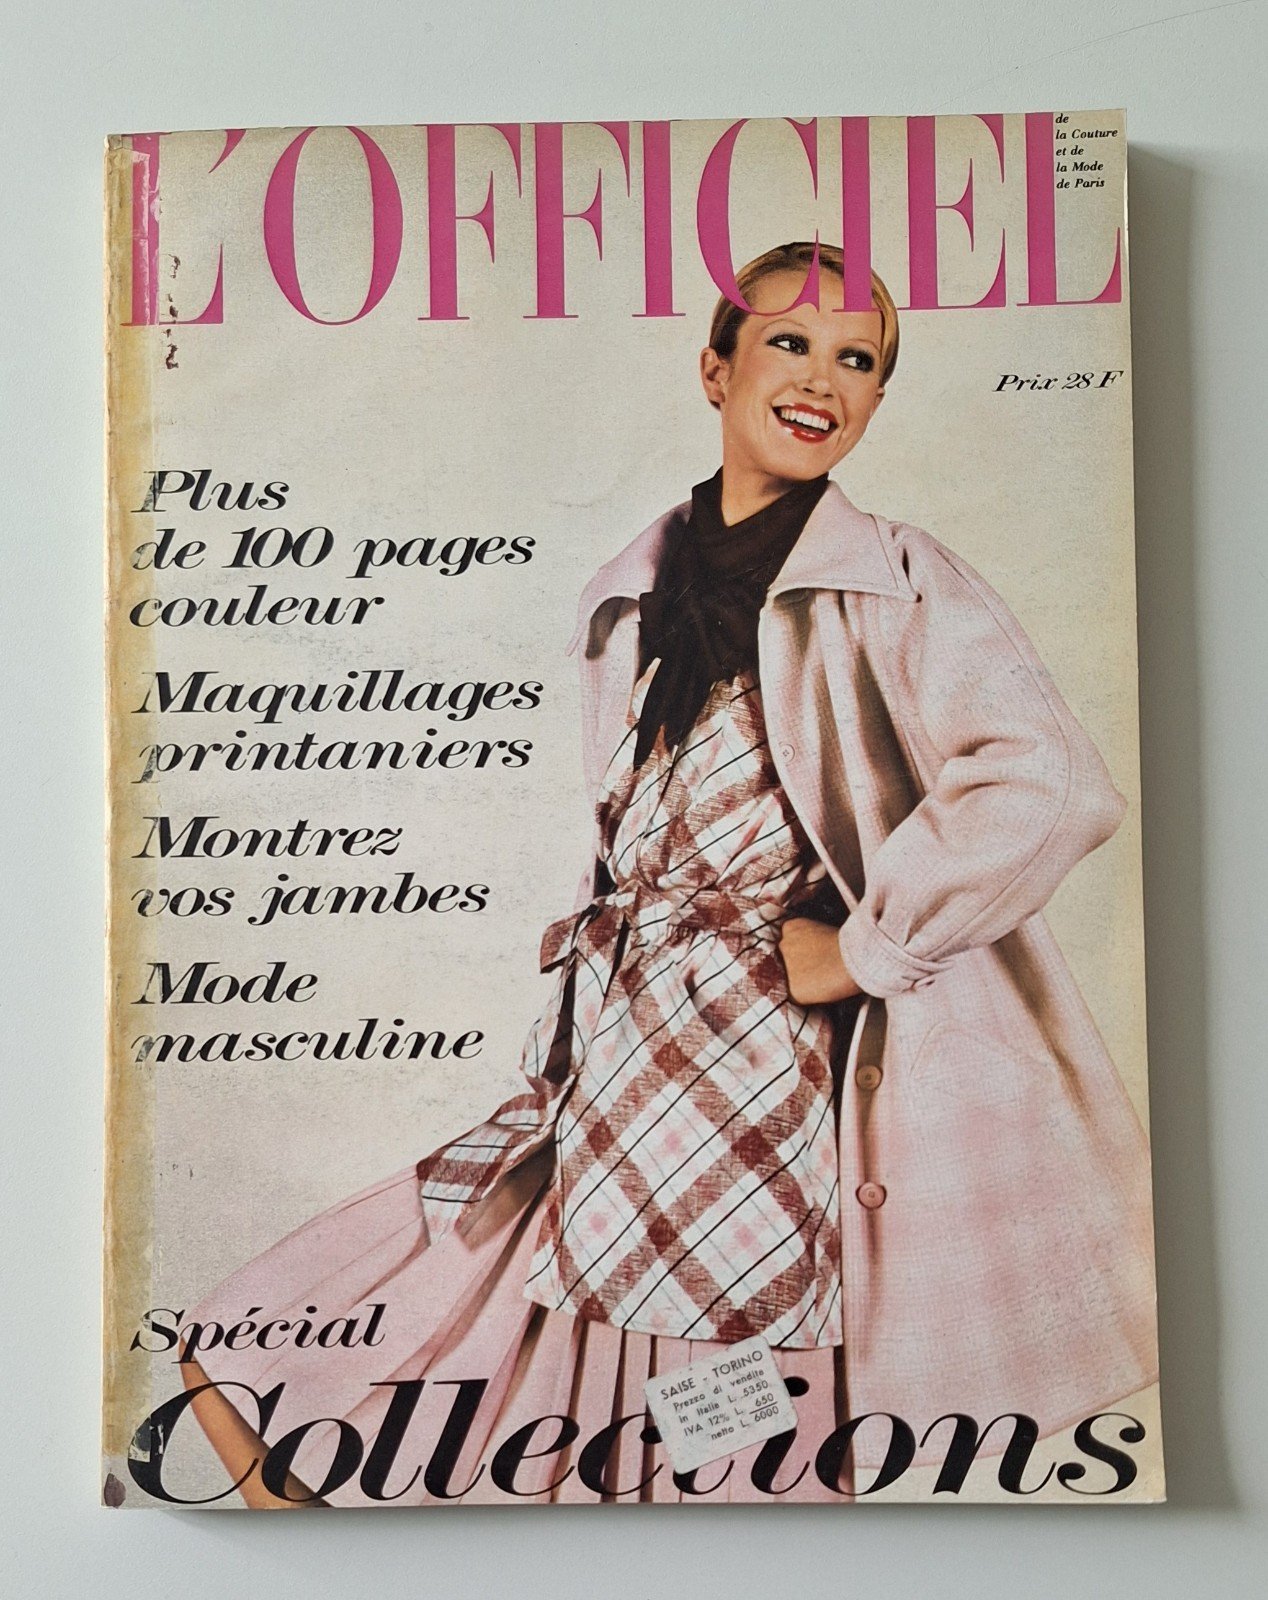 L'OFFICIEL
de
la Couture
et de
la Mode
de Paris
Prix 28 F
Plus
de 100 pages
couleur
Maquillages
printaniers
Montrez
vos jambes
Mode
masculine
Spécial
Collections
SAISE - TORINO
Prezzo di vendita
in Italia L. 5350
IVA 12% L. 650
netto L. 6000